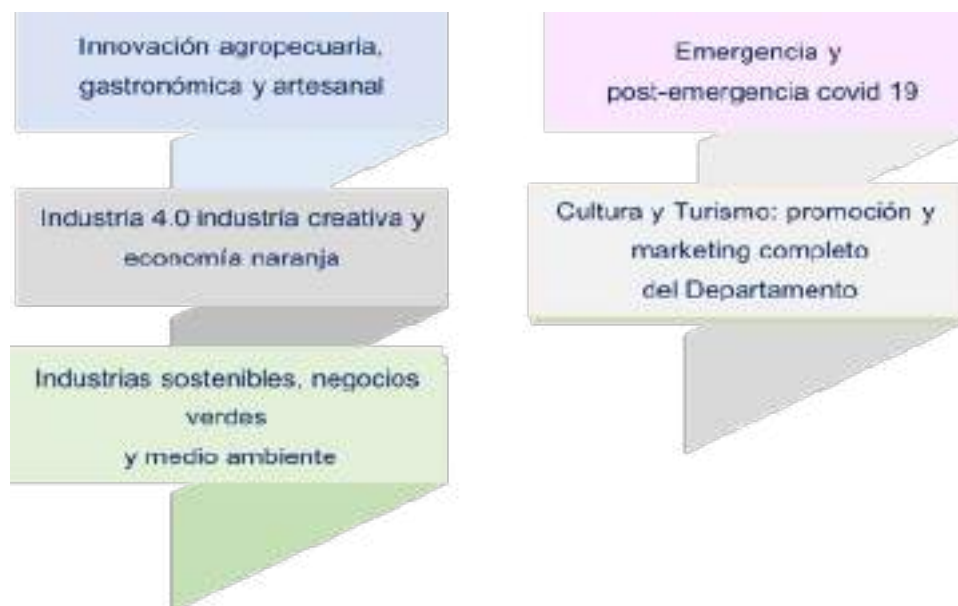 Innovación agropecuaria,
gastronómica y artesanal
Industria 4.0 industria creativa y
economía naranja
Industrias sostenibles, negocios
verdes
y medio ambiente
Emergencia y
post-emergencia covid 19
Cultura y Turismo: promoción y
marketing completo
del Departamento